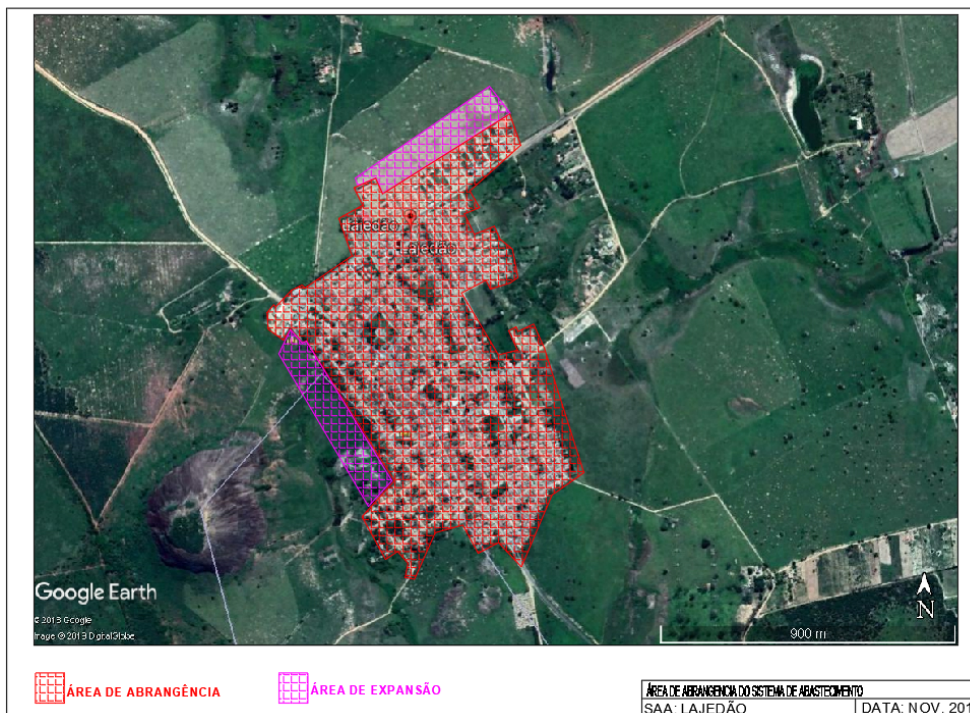 Lajedão
Lajedão
Google Earth
© 2013 Google
Image © 2013 DigitalGlobe
900 m
N
ÁREA DE ABRANGÊNCIA
ÁREA DE EXPANSÃO
ÁREA DE ABRANGENCIA DO SISTEMA DE ABASTECIMENTO
SAA: LAJEDÃO
DATA: NOV. 201